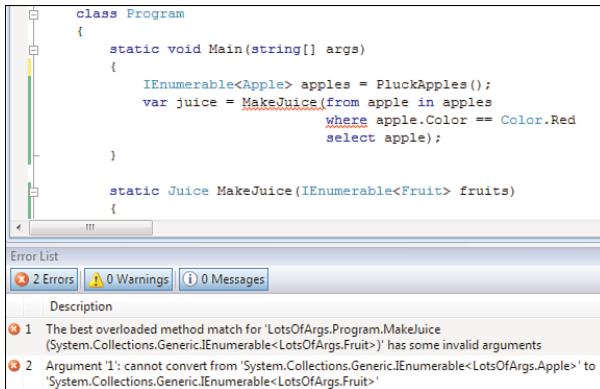 class Program
{
static void Main(string[] args)
{
IEnumerable<Apple> apples = PluckApples();
var juice = MakeJuice(from apple in apples
where apple.Color == Color.Red
select apple);
}
static Juice MakeJuice(IEnumerable<Fruit> fruits)
{
Error List
2 Errors 0 Warnings 0 Messages
Description
1 The best overloaded method match for 'LotsOfArgs.Program.MakeJuice
(System.Collections.Generic.IEnumerable<LotsOfArgs.Fruit>)' has some invalid arguments
2 Argument '1': cannot convert from 'System.Collections.Generic.IEnumerable<LotsOfArgs.Apple>' to
'System.Collections.Generic.IEnumerable<LotsOfArgs.Fruit>'